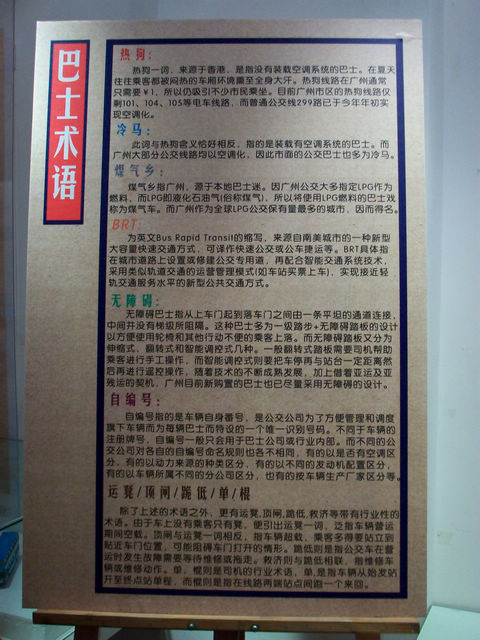 巴士术语
热狗：
热狗一词，来源于香港，是指没有装载空调系统的巴士。在夏天
往往乘客都被闷热的车厢环境蒸至全身大汗。热狗线路在广州通常
只需要￥1，所以仍吸引不少市民乘坐。目前广州市区的热狗线路仅
剩101、104、105等电车线路，而普通公交线299路已于今年年初实
现空调化。
冷马：
此词与热狗含义恰好相反，指的是装载有空调系统的巴士。而
广州大部分公交线路均以空调化，因此市面的公交巴士也多为冷马。
煤气乡：
煤气乡指广州，源于本地巴士迷。因广州公交大多指定LPG作为
燃料，而LPG即液化石油气(俗称煤气)，所以将使用LPG燃料的巴士戏
称为煤气车。而广州作为全球LPG公交保有量最多的城市，因而得名。
BRT:
为英文Bus Rapid Transit的缩写，来源自南美城市的一种新型
大容量快速交通方式，可译作快速公交或公车捷运等。BRT具体指
在城市道路上设置或修建公交专用道，再配合智能交通系统技术，
采用类似轨道交通的运营管理模式(如车站买票上车)，实现接近轻
轨交通服务水平的新型公共交通方式。
无障碍：
无障碍巴士指从上车门起到落车门之间由一条平坦的通道连接，
中间并没有梯级所阻隔。这种巴士多为一级踏步+无障碍踏板的设计
以方便使用轮椅和其他行动不便的乘客上落。而无障碍踏板又分为
伸缩式，翻转式和智能调控式几种。一般翻转式踏板需要司机帮助
乘客进行手工操作，而智能调控式则要把车停再与站台一定距离然
后再进行遥控操作，随着技术的不断成熟发展，加上借着亚运及亚
残运的契机，广州目前新购置的巴士也已尽量采用无障碍的设计。
自编号：
自编号指的是车辆自身番号，是公交公司为了方便管理和调度
旗下车辆而为每辆巴士而特设的一个唯一识别号码。不同于车辆的
注册牌号，自编号一般只会用于巴士公司或行业内部。而不同的公
交公司对各自的自编号命名规则也各不相同，有的以是否有空调区
分，有的以动力来源的种类区分，有的以不同的发动机配置区分，
有的以车辆所属不同的分公司区分，也有的按车辆生产厂家区分等。
运凳/顶闸/跪低/单/棍
除了上述的术语之外，更有运凳,顶闸,跪低,救济等带有行业性的
术语。由于车上没有乘客只有凳，便引出运凳一词，泛指车辆营运
期间空载。顶闸与运凳一词相反，指车辆超载，乘客多得要站立到
贴近车门位置，可能阻碍车门打开的情形。跪低则是指公交车在营
运时发生故障需要等待维修或拖走。救济则与跪低相联，指维修车
辆或维修动作。单，棍则是司机的行业术语，单,是指车辆从始发站
开至终点站单程，而棍则是指在线路两端站点间跑一个来回。